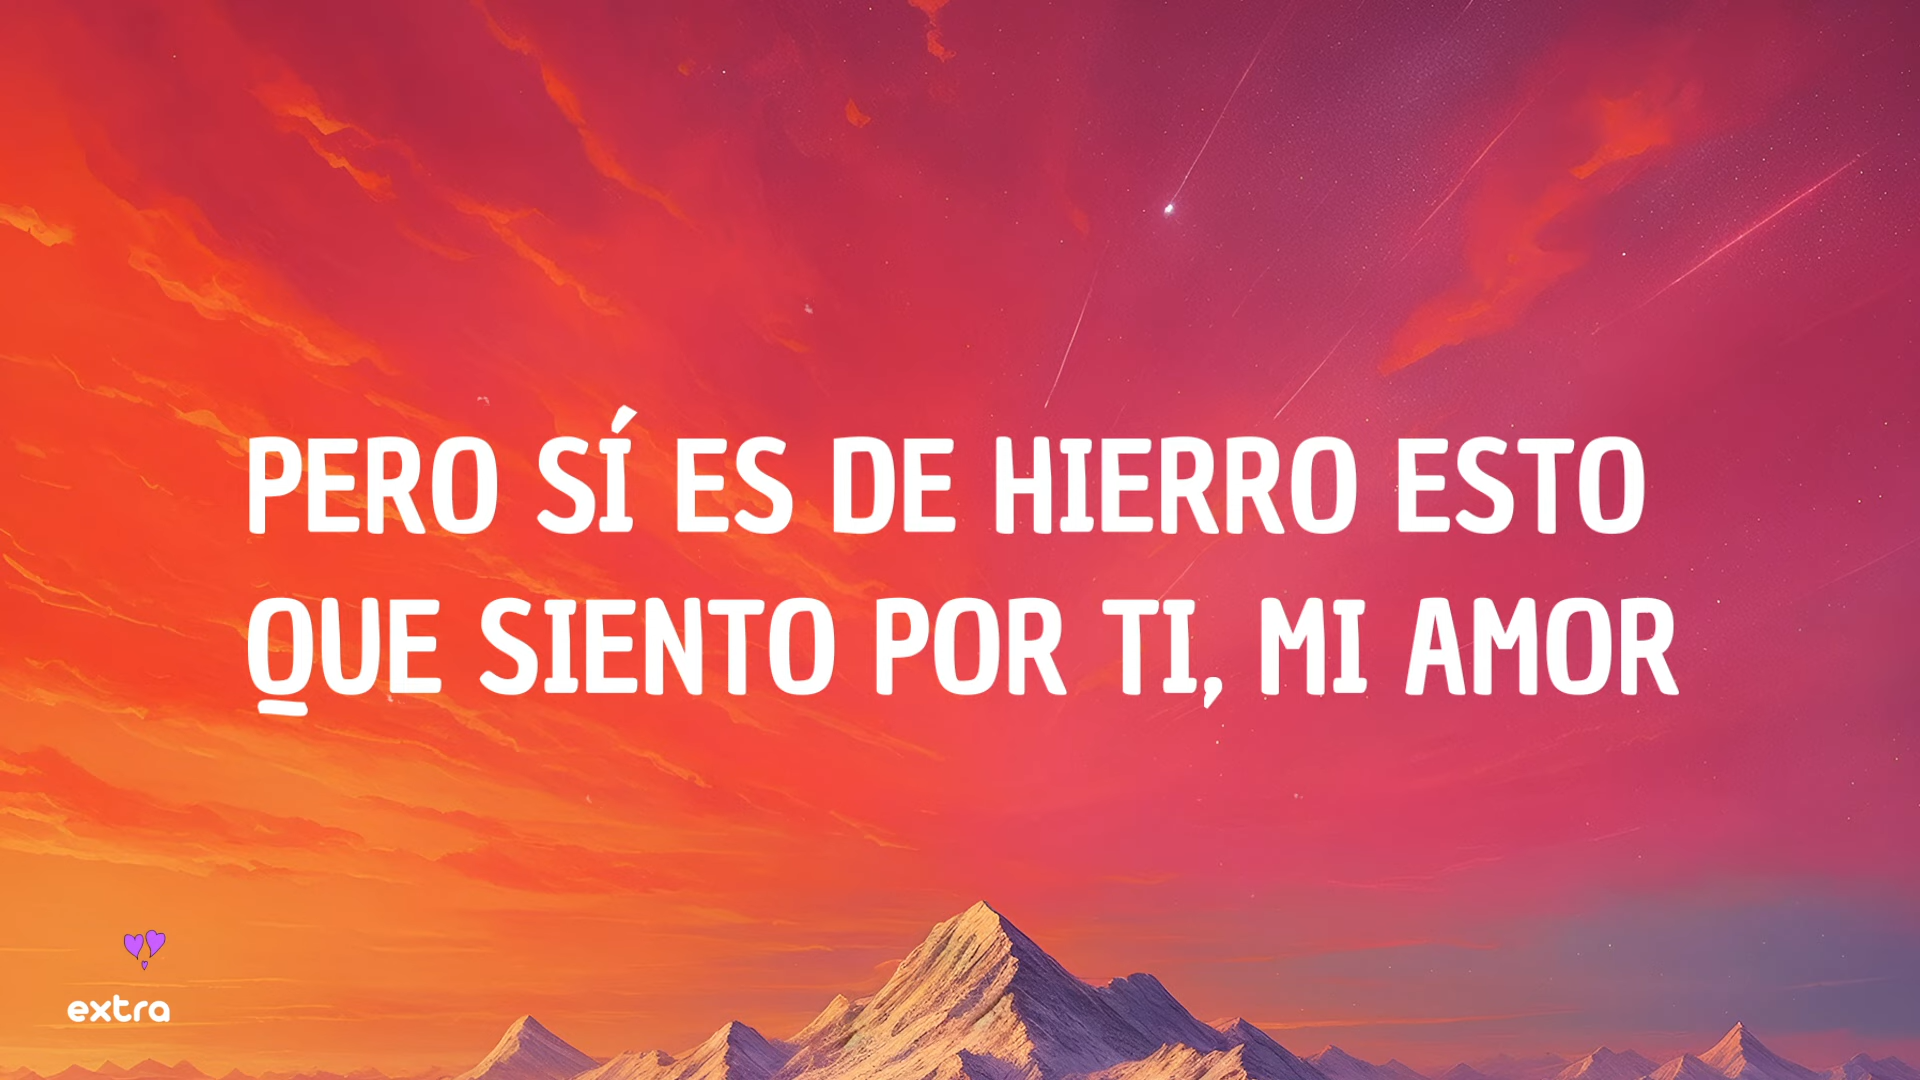 PERO SÍ ES DE HIERRO ESTO
QUE SIENTO POR TI, MI AMOR
extra